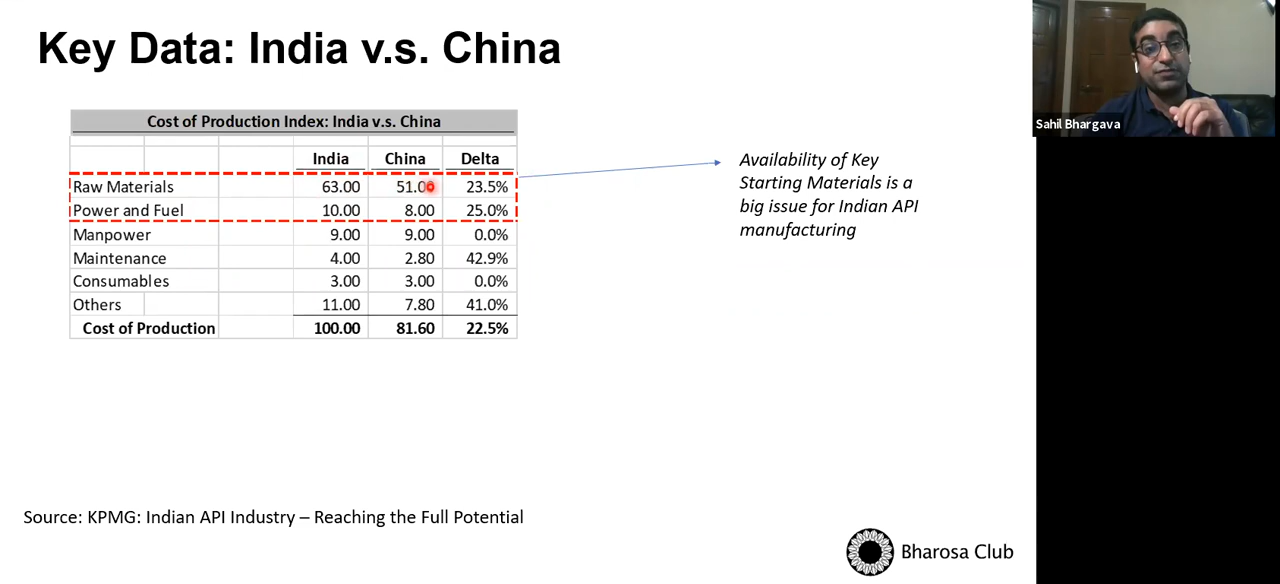 Key Data: India v.s. China
Cost of Production Index: India v.s. China
India China Delta
Raw Materials 63.00 51.00 23.5%
Power and Fuel 10.00 8.00 25.0%
Manpower 9.00 9.00 0.0%
Maintenance 4.00 2.80 42.9%
Consumables 3.00 3.00 0.0%
Others 11.00 7.80 41.0%
Cost of Production 100.00 81.60 22.5%
Availability of Key
Starting Materials is a
big issue for Indian API
manufacturing
Sahil Bhargava
Source: KPMG: Indian API Industry – Reaching the Full Potential
Bharosa Club